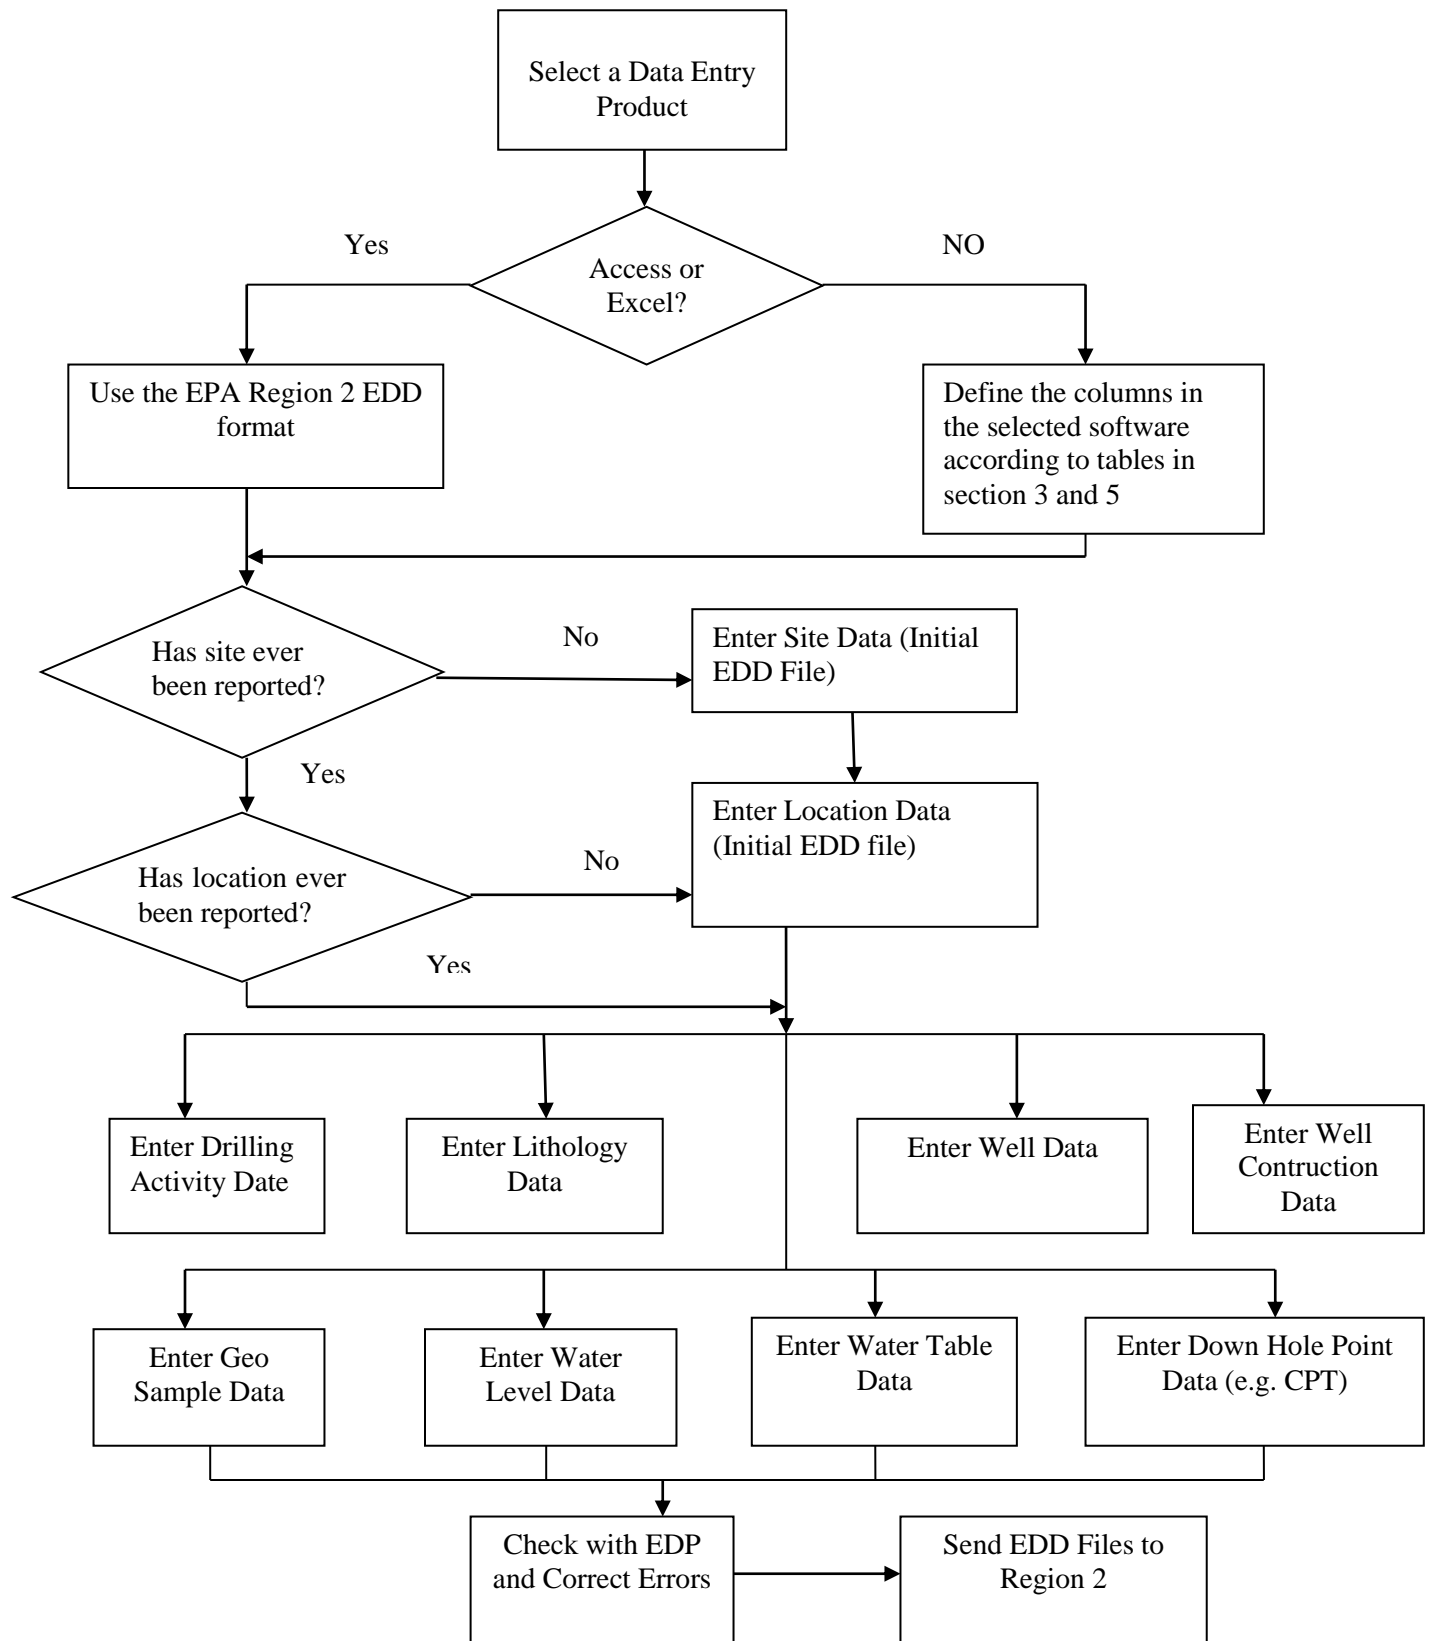 Select a Data Entry
Product
Yes
NO
Access or
Excel?
Use the EPA Region 2 EDD
format
Define the columns in
the selected software
according to tables in
section 3 and 5
Has site ever
been reported?
No
Enter Site Data (Initial
EDD File)
Yes
Enter Location Data
(Initial EDD file)
Has location ever
been reported?
No
Yes
Enter Drilling
Activity Date
Enter Lithology
Data
Enter Well Data
Enter Well
Contruction
Data
Enter Geo
Sample Data
Enter Water
Level Data
Enter Water Table
Data
Enter Down Hole Point
Data (e.g. CPT)
Check with EDP
and Correct Errors
Send EDD Files to
Region 2